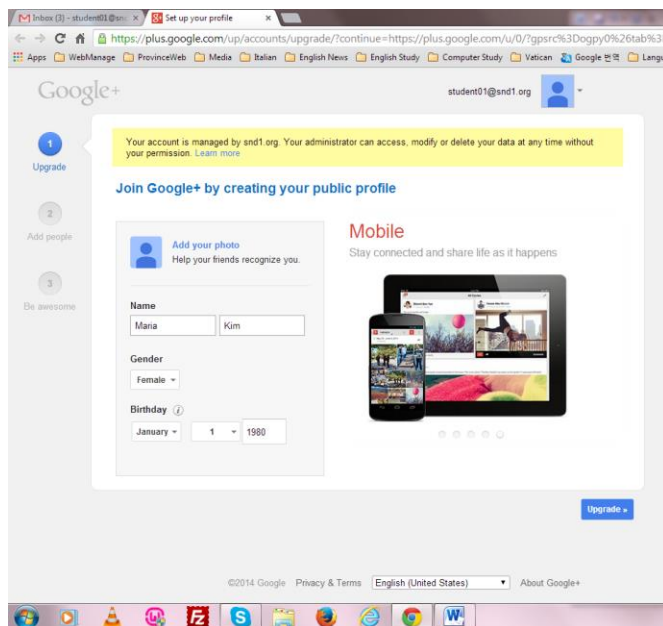 Inbox (3) - student01@snd
Set up your profile
https://plus.google.com/up/accounts/upgrade/?continue=https://plus.google.com/u/0/?gpsrc%3Dogpy0%26tab%3
Apps WebManage ProvinceWeb Media Italian English News English Study Computer Study Vatican Google 번역 Langu
Google+
student01@snd1.org
1
Upgrade
Your account is managed by snd1.org. Your administrator can access, modify or delete your data at any time without
your permission. Learn more
Join Google+ by creating your public profile
2
Add people
Add your photo
Help your friends recognize you.
Mobile
Stay connected and share life as it happens
3
Be awesome
Name
Maria Kim
Gender
Female
Birthday
January 1 1980
Upgrade »
©2014 Google Privacy & Terms English (United States) About Google+